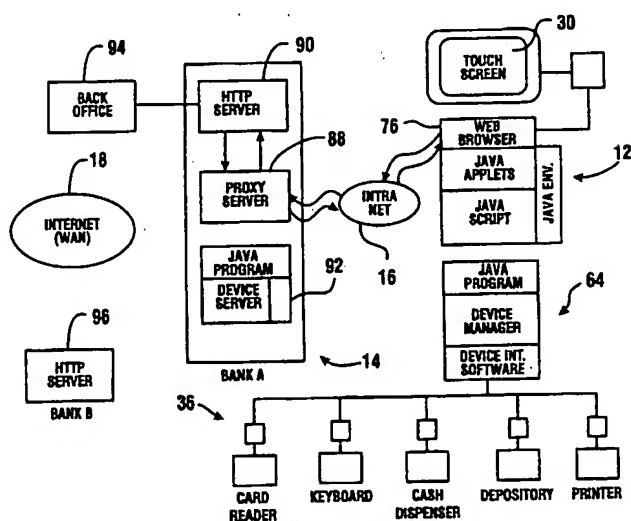 94
BACK
OFFICE
18
INTERNET
(WAN)
96
HTTP
SERVER
BANK B
90
HTTP
SERVER
88
PROXY
SERVER
JAVA PROGRAM
DEVICE
SERVER
92
BANK A
14
INTRA
NET
16
30
TOUCH
SCREEN
76
WEB
BROWSER
JAVA
APPLETS
JAVA
SCRIPT
JAVA ENV.
12
JAVA
PROGRAM
DEVICE
MANAGER
DEVICE INT.
SOFTWARE
64
36
CARD
READER
KEYBOARD
CASH
DISPENSER
DEPOSITORY
PRINTER